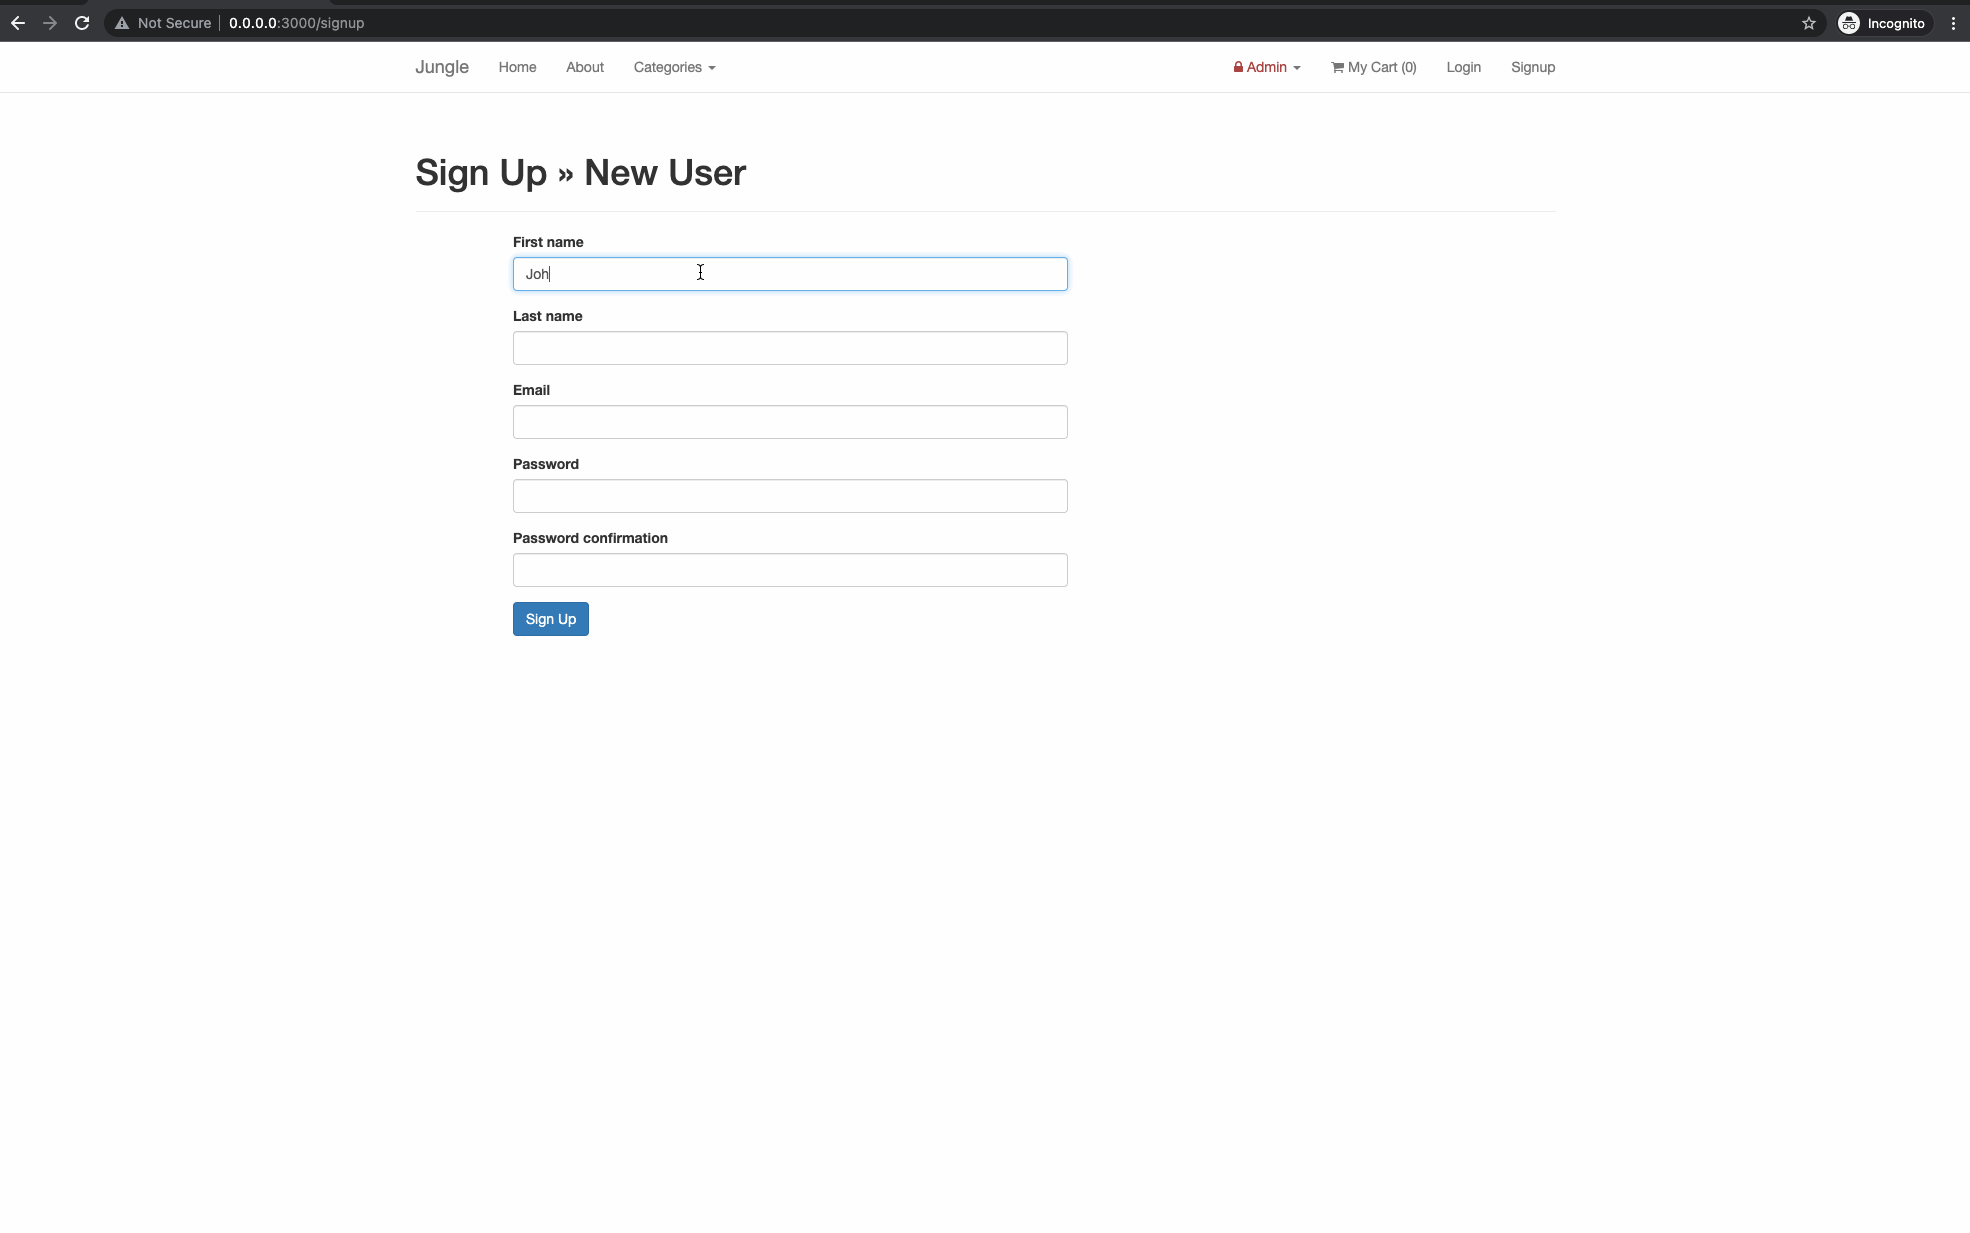 Not Secure | 0.0.0.0:3000/signup Incognito
Jungle Home About Categories Admin My Cart (0) Login Signup
Sign Up » New User
First name
Joh
Last name
Email
Password
Password confirmation
Sign Up